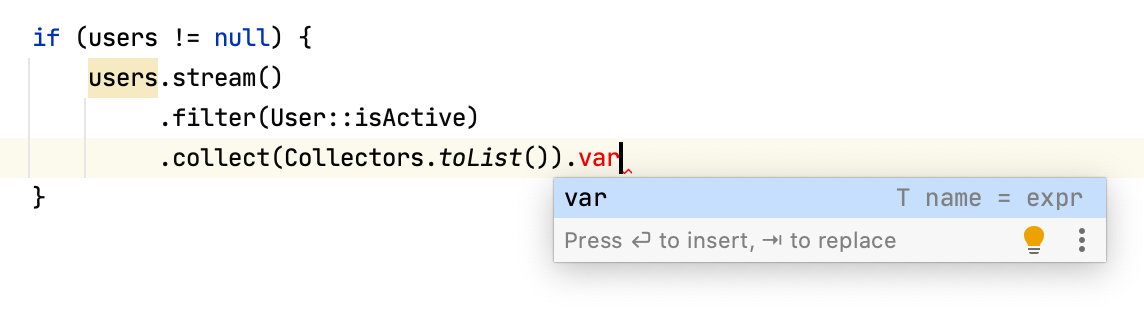 if (users != null) {
users.stream()
.filter(User::isActive)
.collect(Collectors.toList()).var
}
var T name = expr
Press ↵ to insert, ⇥ to replace